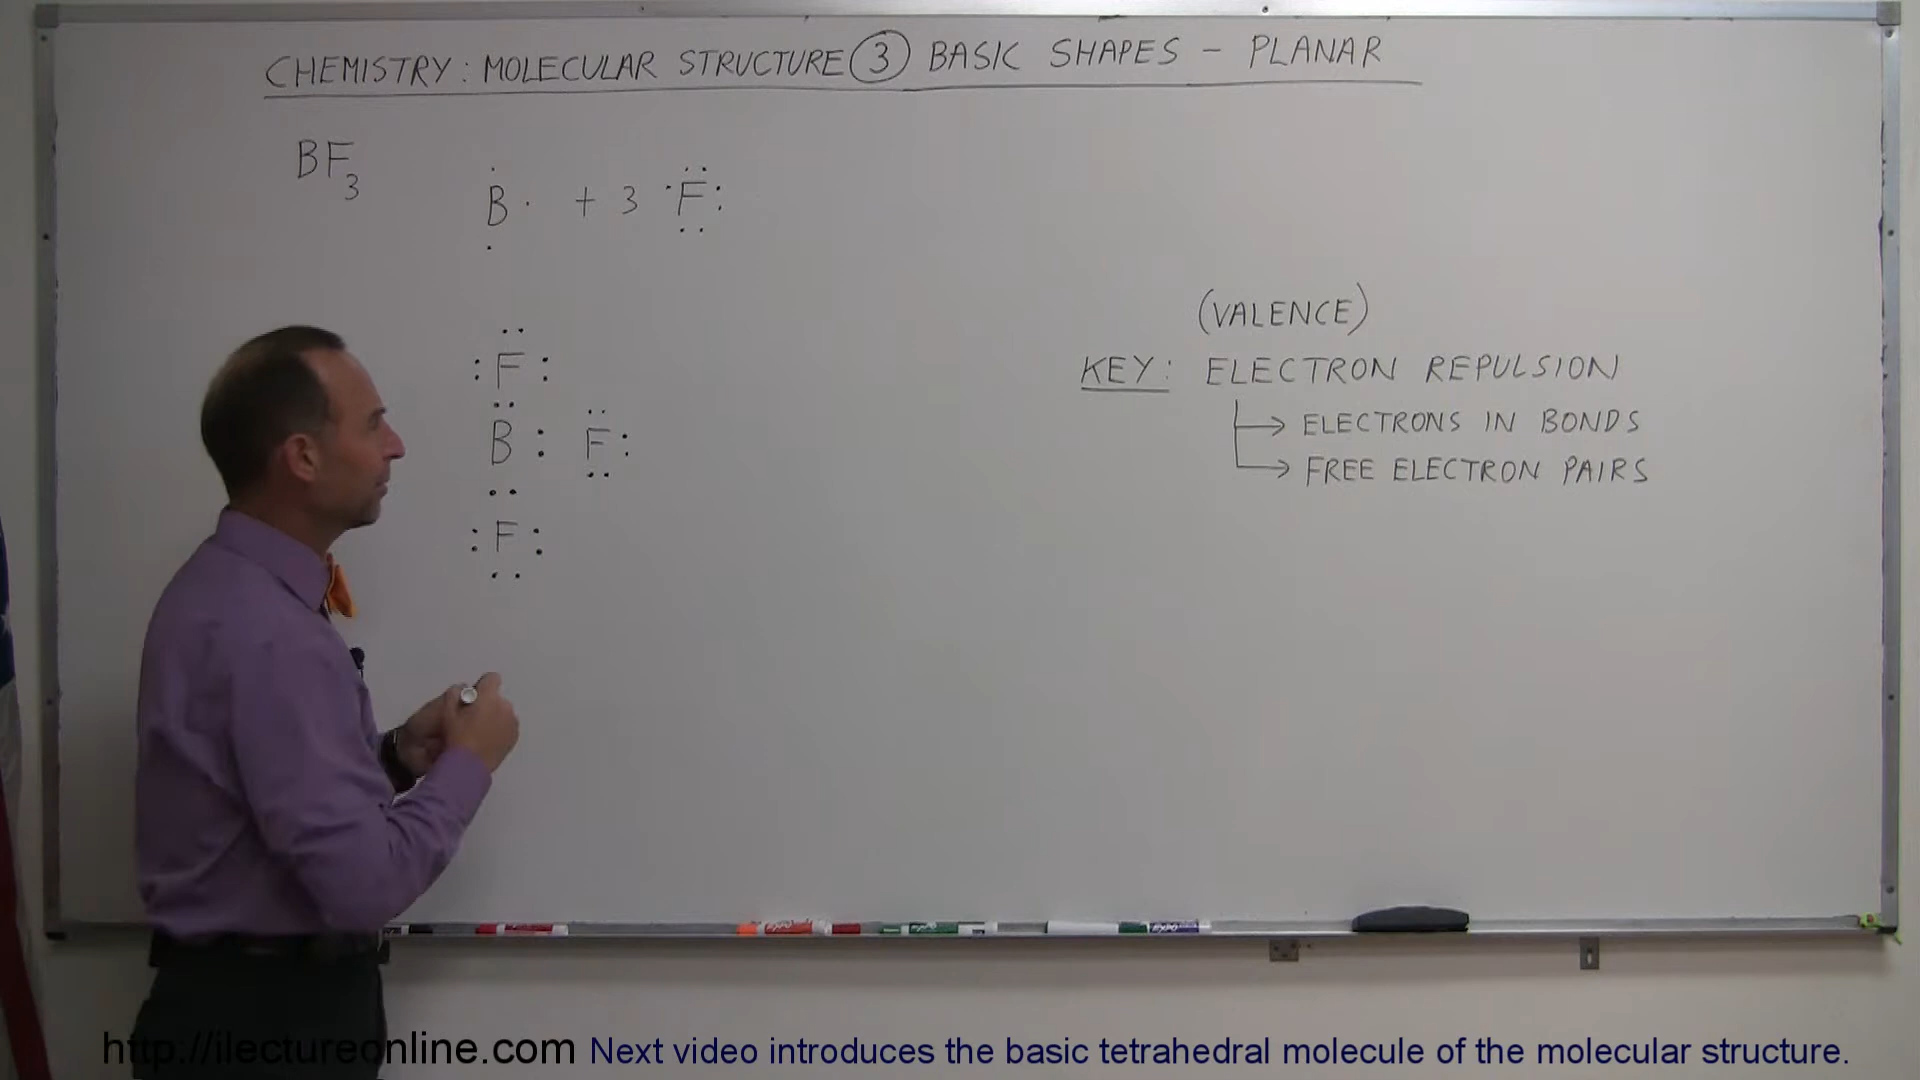 CHEMISTRY: MOLECULAR STRUCTURE ③ BASIC SHAPES - PLANAR
BF₃
B + 3 F
F
B F
F
(VALENCE)
KEY: ELECTRON REPULSION
→ ELECTRONS IN BONDS
→ FREE ELECTRON PAIRS
http://ilectureonline.com Next video introduces the basic tetrahedral molecule of the molecular structure.